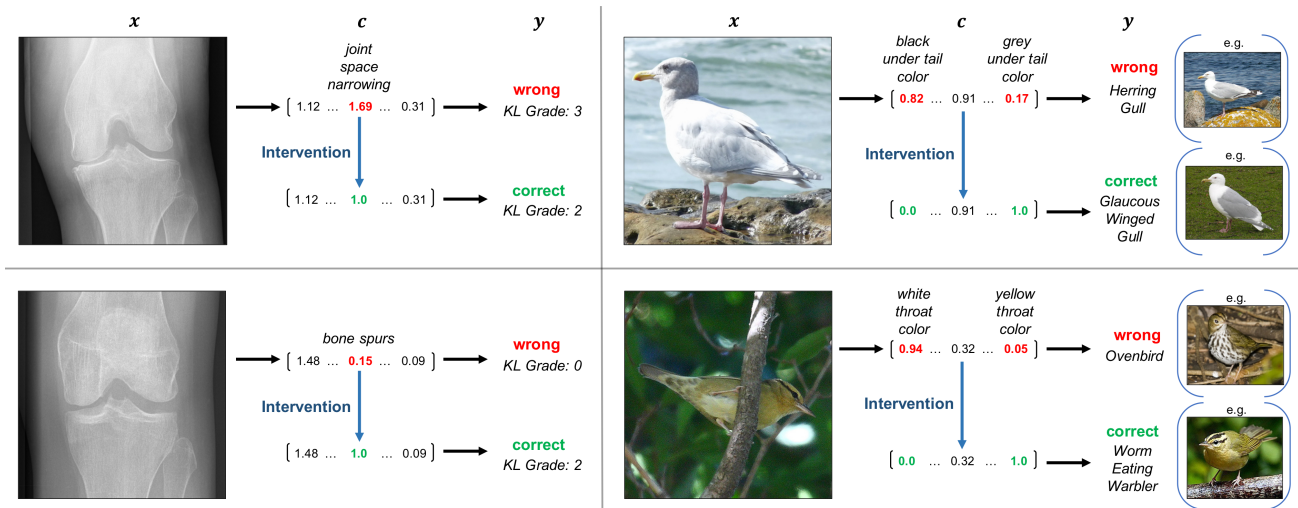 x c y
joint
space
narrowing
[ 1.12 ... 1.69 ... 0.31 ]
wrong
KL Grade: 3
Intervention
[ 1.12 ... 1.0 ... 0.31 ]
correct
KL Grade: 2
x c y
black
under tail
color
grey
under tail
color
[ 0.82 ... 0.91 ... 0.17 ]
wrong
Herring
Gull
e.g.
Intervention
[ 0.0 ... 0.91 ... 1.0 ]
correct
Glaucous
Winged
Gull
e.g.
bone spurs
[ 1.48 ... 0.15 ... 0.09 ]
wrong
KL Grade: 0
Intervention
[ 1.48 ... 1.0 ... 0.09 ]
correct
KL Grade: 2
white
throat
color
yellow
throat
color
[ 0.94 ... 0.32 ... 0.05 ]
wrong
Ovenbird
e.g.
Intervention
[ 0.0 ... 0.32 ... 1.0 ]
correct
Worm
Eating
Warbler
e.g.